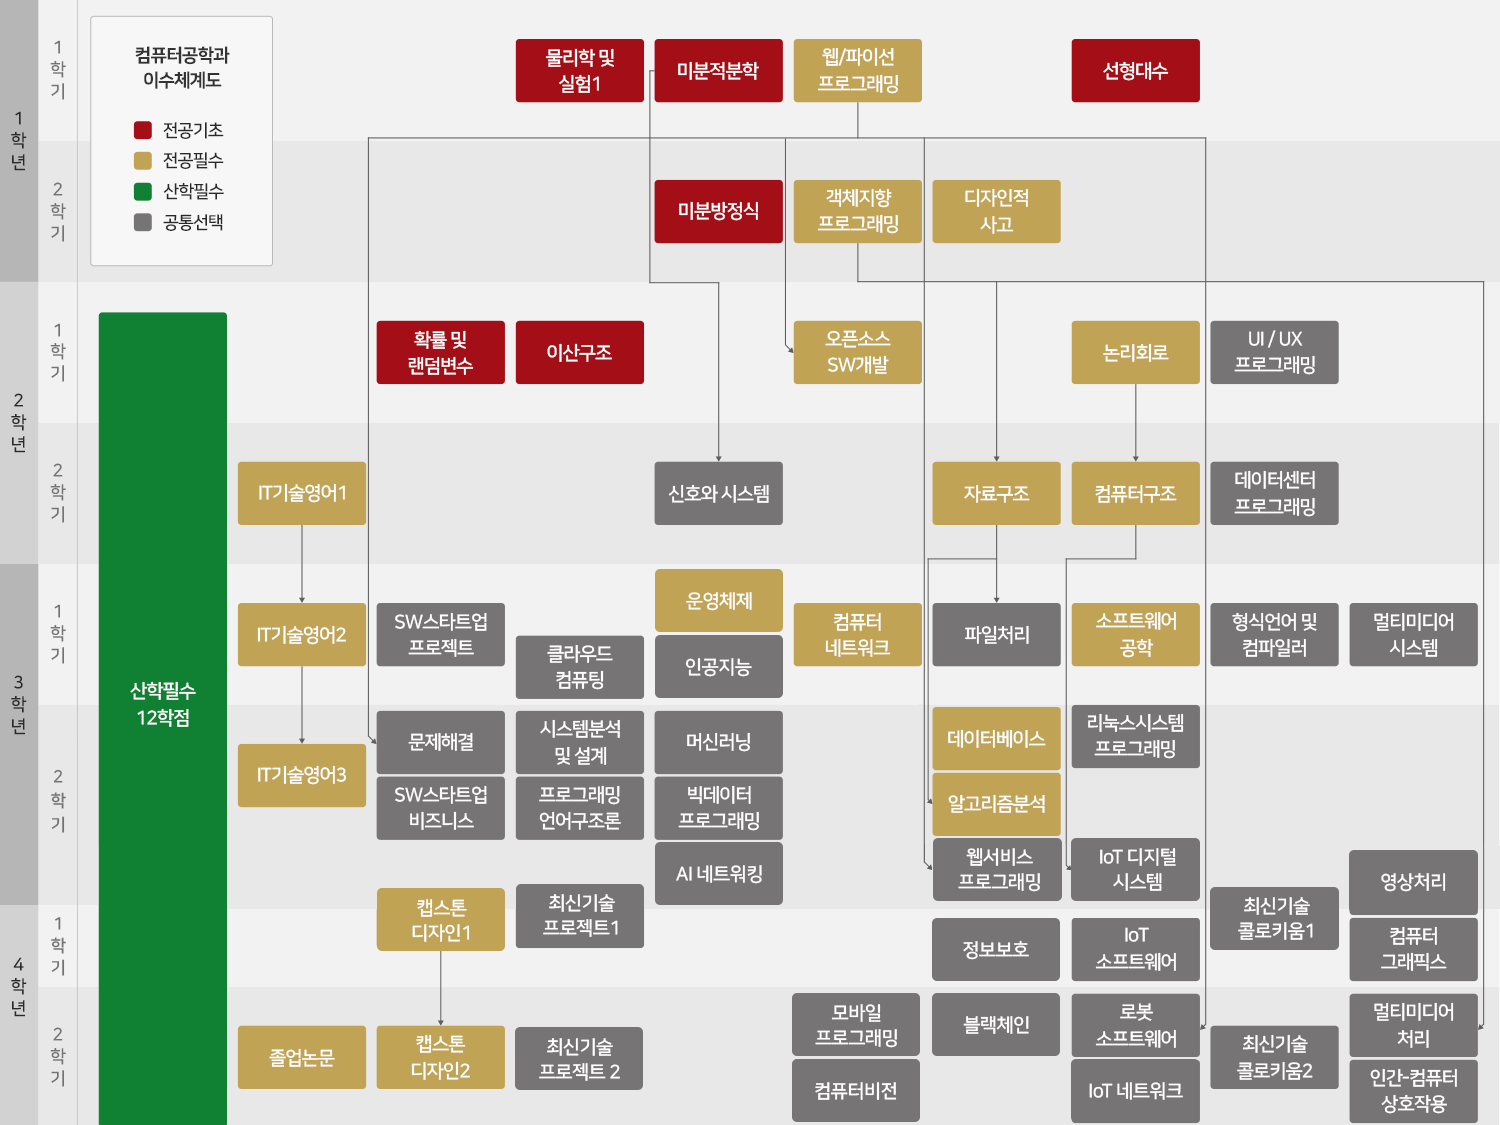 컴퓨터공학과
이수체계도
전공기초
전공필수
산학필수
공통선택
1
학
년
1
학
기
물리학 및
실험1
미분적분학
웹/파이선
프로그래밍
선형대수
2
학
기
미분방정식
객체지향
프로그래밍
디자인적
사고
2
학
년
1
학
기
확률 및
랜덤변수
이산구조
오픈소스
SW개발
논리회로
UI / UX
프로그래밍
2
학
기
IT기술영어1
신호와 시스템
자료구조
컴퓨터구조
데이터센터
프로그래밍
산학필수
12학점
3
학
년
1
학
기
IT기술영어2
SW스타트업
프로젝트
클라우드
컴퓨팅
운영체제
인공지능
컴퓨터
네트워크
파일처리
소프트웨어
공학
형식언어 및
컴파일러
멀티미디어
시스템
2
학
기
IT기술영어3
문제해결
SW스타트업
비즈니스
시스템분석
및 설계
프로그래밍
언어구조론
머신러닝
빅데이터
프로그래밍
AI 네트워킹
데이터베이스
알고리즘분석
웹서비스
프로그래밍
리눅스시스템
프로그래밍
IoT 디지털
시스템
영상처리
4
학
년
1
학
기
캡스톤
디자인1
최신기술
프로젝트1
정보보호
IoT
소프트웨어
최신기술
콜로키움1
컴퓨터
그래픽스
2
학
기
졸업논문
캡스톤
디자인2
최신기술
프로젝트 2
모바일
프로그래밍
컴퓨터비전
블랙체인
로봇
소프트웨어
IoT 네트워크
최신기술
콜로키움2
멀티미디어
처리
인간-컴퓨터
상호작용